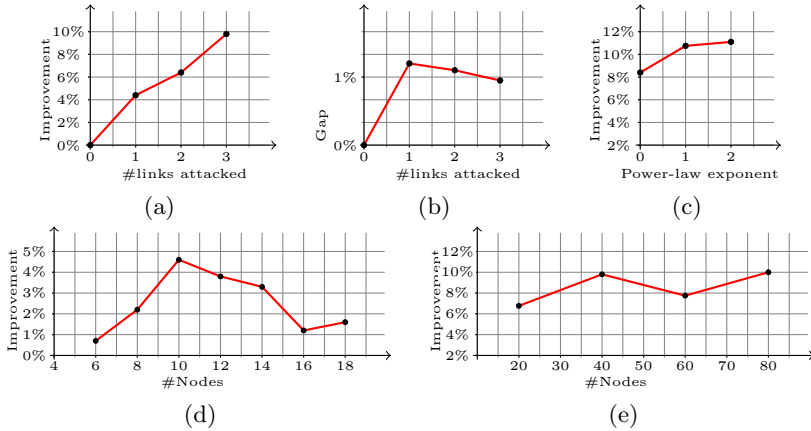 10%
8%
6%
4%
2%
0%
Improvement
0 1 2 3
#links attacked
(a)
1%
0%
Gap
0 1 2 3
#links attacked
(b)
12%
10%
8%
6%
4%
2%
Improvement
0 1 2
Power-law exponent
(c)
5%
4%
3%
2%
1%
0%
Improvement
4 6 8 10 12 14 16 18
#Nodes
(d)
12%
10%
8%
6%
4%
2%
Improvement
20 30 40 50 60 70 80
#Nodes
(e)